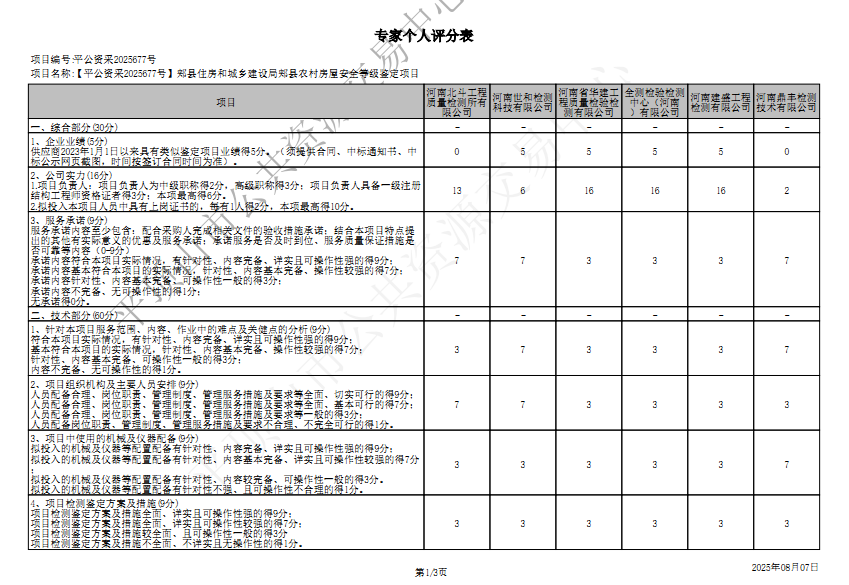 专家个人评分表
项目编号:平公资采2025677号
项目名称:【平公资采2025677号】郏县住房和城乡建设局郏县农村房屋安全等级鉴定项目
项目 河南北斗工程质量检测所有限公司 河南世和检测科技有限公司 河南省华建工程质量检验检测有限公司 全测检验检测中心（河南）有限公司 河南建盛工程检测有限公司 河南鼎丰检测技术有限公司
一、综合部分(30分) - - - - - -
1、企业业绩(5分)
供应商2023年1月1日以来具有类似鉴定项目业绩得5分。（须提供合同、中标通知书、中
标公示网页截图，时间按签订合同时间为准）。
0 5 5 5 5 0
2、公司实力(16分)
1.项目负责人：项目负责人为中级职称得2分，高级职称得3分；项目负责人具备一级注册
结构工程师资格证者得3分；本项最高得6分。
2.拟投入本项目人员中具有上岗证书的，每有1人得2分，本项最高得10分。
13 6 16 16 16 2
3、服务承诺(9分)
服务承诺内容至少包含：配合采购人完成相关文件的验收措施承诺；结合本项目特点提
出的其他有实际意义的优惠及服务承诺；承诺服务是否及时到位、服务质量保证措施是
否可靠等内容（0-9分）
承诺内容符合本项目实际情况，有针对性、内容完备、详实且可操作性强的得9分；
承诺内容基本符合本项目的实际情况，针对性、内容基本完备、操作性较强的得7分；
承诺内容针对性、内容基本完备、可操作性一般的得3分；
承诺内容不完备、无可操作性的得1分；
无承诺得0分。
7 7 3 3 3 7
二、技术部分(60分) - - - - - -
1、针对本项目服务范围、内容、作业中的难点及关健点的分析(9分)
符合本项目实际情况，有针对性、内容完备、详实且可操作性强的得9分；
基本符合本项目的实际情况，针对性、内容基本完备、操作性较强的得7分；
针对性、内容基本完备、可操作性一般的得3分；
内容不完备、无可操作性的得1分。
3 7 3 3 3 7
2、项目组织机构及主要人员安排(9分)
人员配备合理、岗位职责、管理制度、管理服务措施及要求等全面、切实可行的得9分；
人员配备合理、岗位职责、管理制度、管理服务措施及要求等全面、基本可行的得7分；
人员配备合理、岗位职责、管理制度、管理服务措施及要求等一般的得3分；
人员配备岗位职责、管理制度、管理服务措施及要求不合理、不完全可行的得1分。
7 7 3 3 3 3
3、项目中使用的机械及仪器配备(9分)
拟投入的机械及仪器等配置配备有针对性、内容完备、详实且可操作性强的得9分；
拟投入的机械及仪器等配置配备有针对性、内容基本完备、详实且可操作性较强的得7分
；
拟投入的机械及仪器等配置配备有针对性、内容较完备、可操作性一般的得3分。
拟投入的机械及仪器等配置配备有针对性不强、且可操作性不合理的得1分。
3 3 3 3 3 7
4、项目检测鉴定方案及措施(9分)
项目检测鉴定方案及措施全面、详实且可操作性强的得9分；
项目检测鉴定方案及措施全面、详实且可操作性较强的得7分；
项目检测鉴定方案及措施较全面、且可操作性一般的得3分
项目检测鉴定方案及措施不全面、不详实且无操作性的得1分。
3 3 3 3 3 3
第1/3页
2025年08月07日